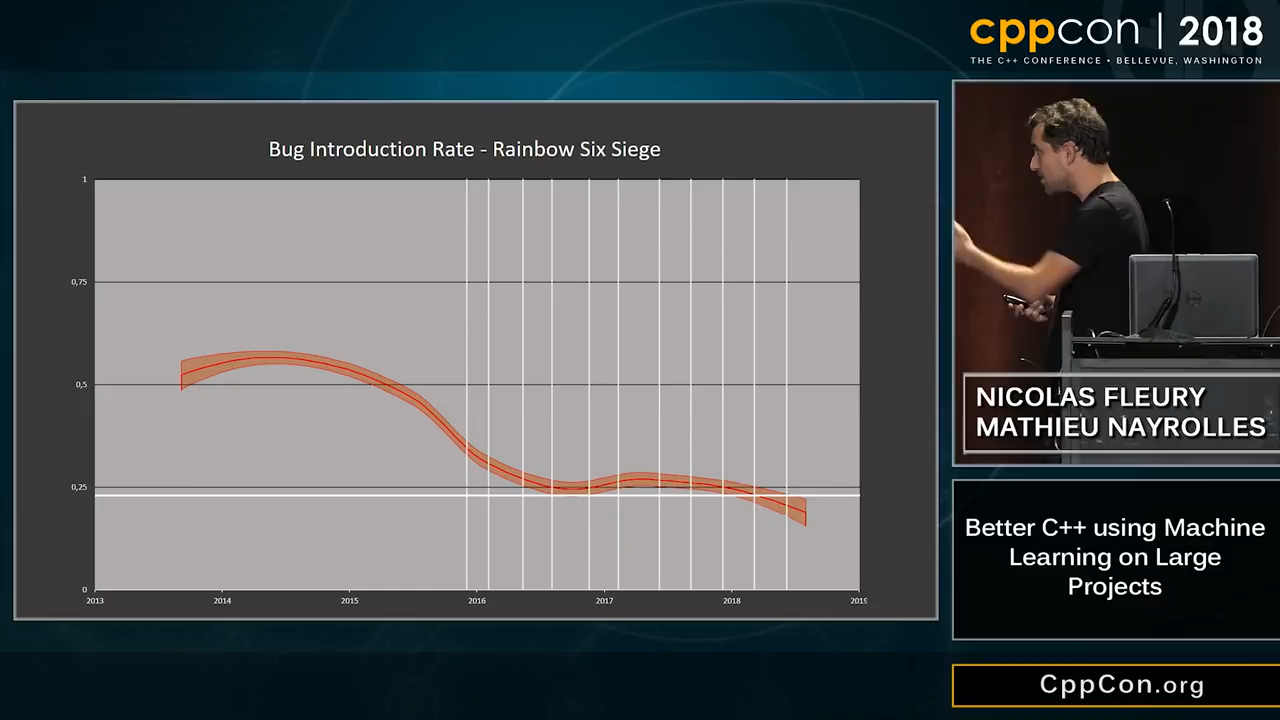 cppcon | 2018
THE C++ CONFERENCE • BELLEVUE, WASHINGTON
Bug Introduction Rate - Rainbow Six Siege
1
0,75
0,5
0,25
0
2013
2014
2015
2016
2017
2018
2019
NICOLAS FLEURY
MATHIEU NAYROLLES
Better C++ using Machine
Learning on Large
Projects
CppCon.org